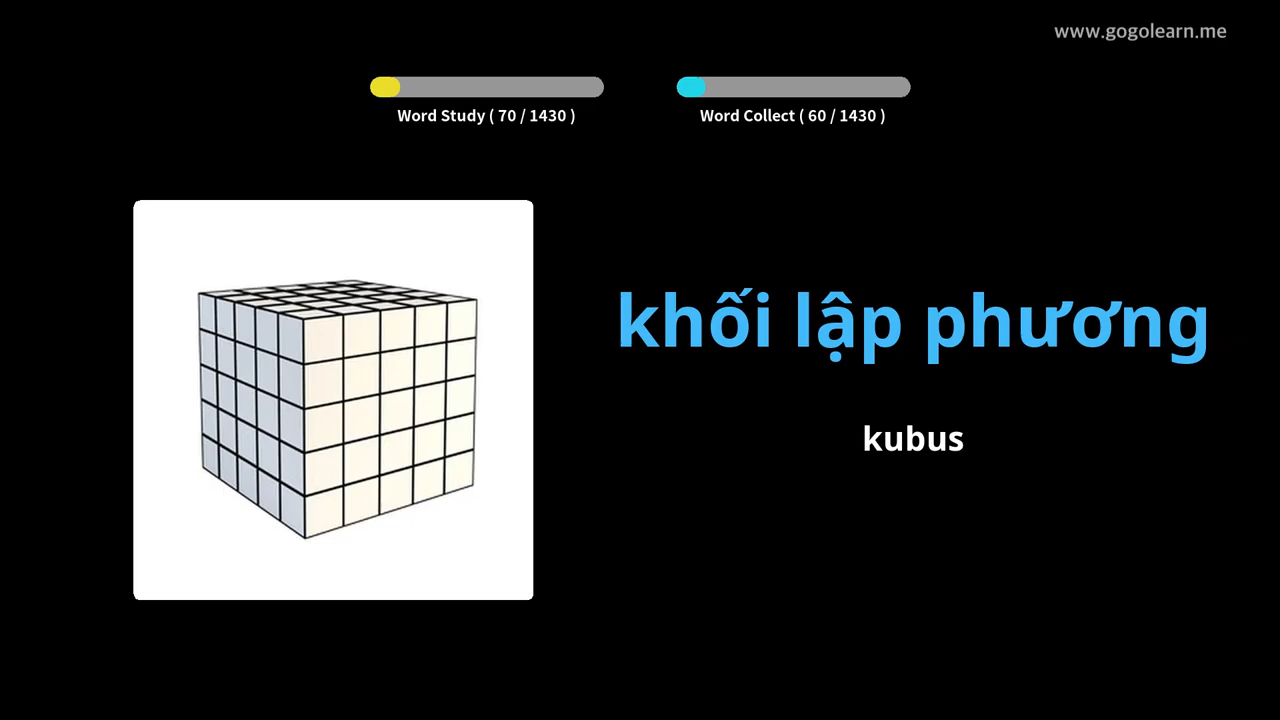 www.gogolearn.me
Word Study ( 70 / 1430 )
Word Collect ( 60 / 1430 )
khối lập phương
kubus